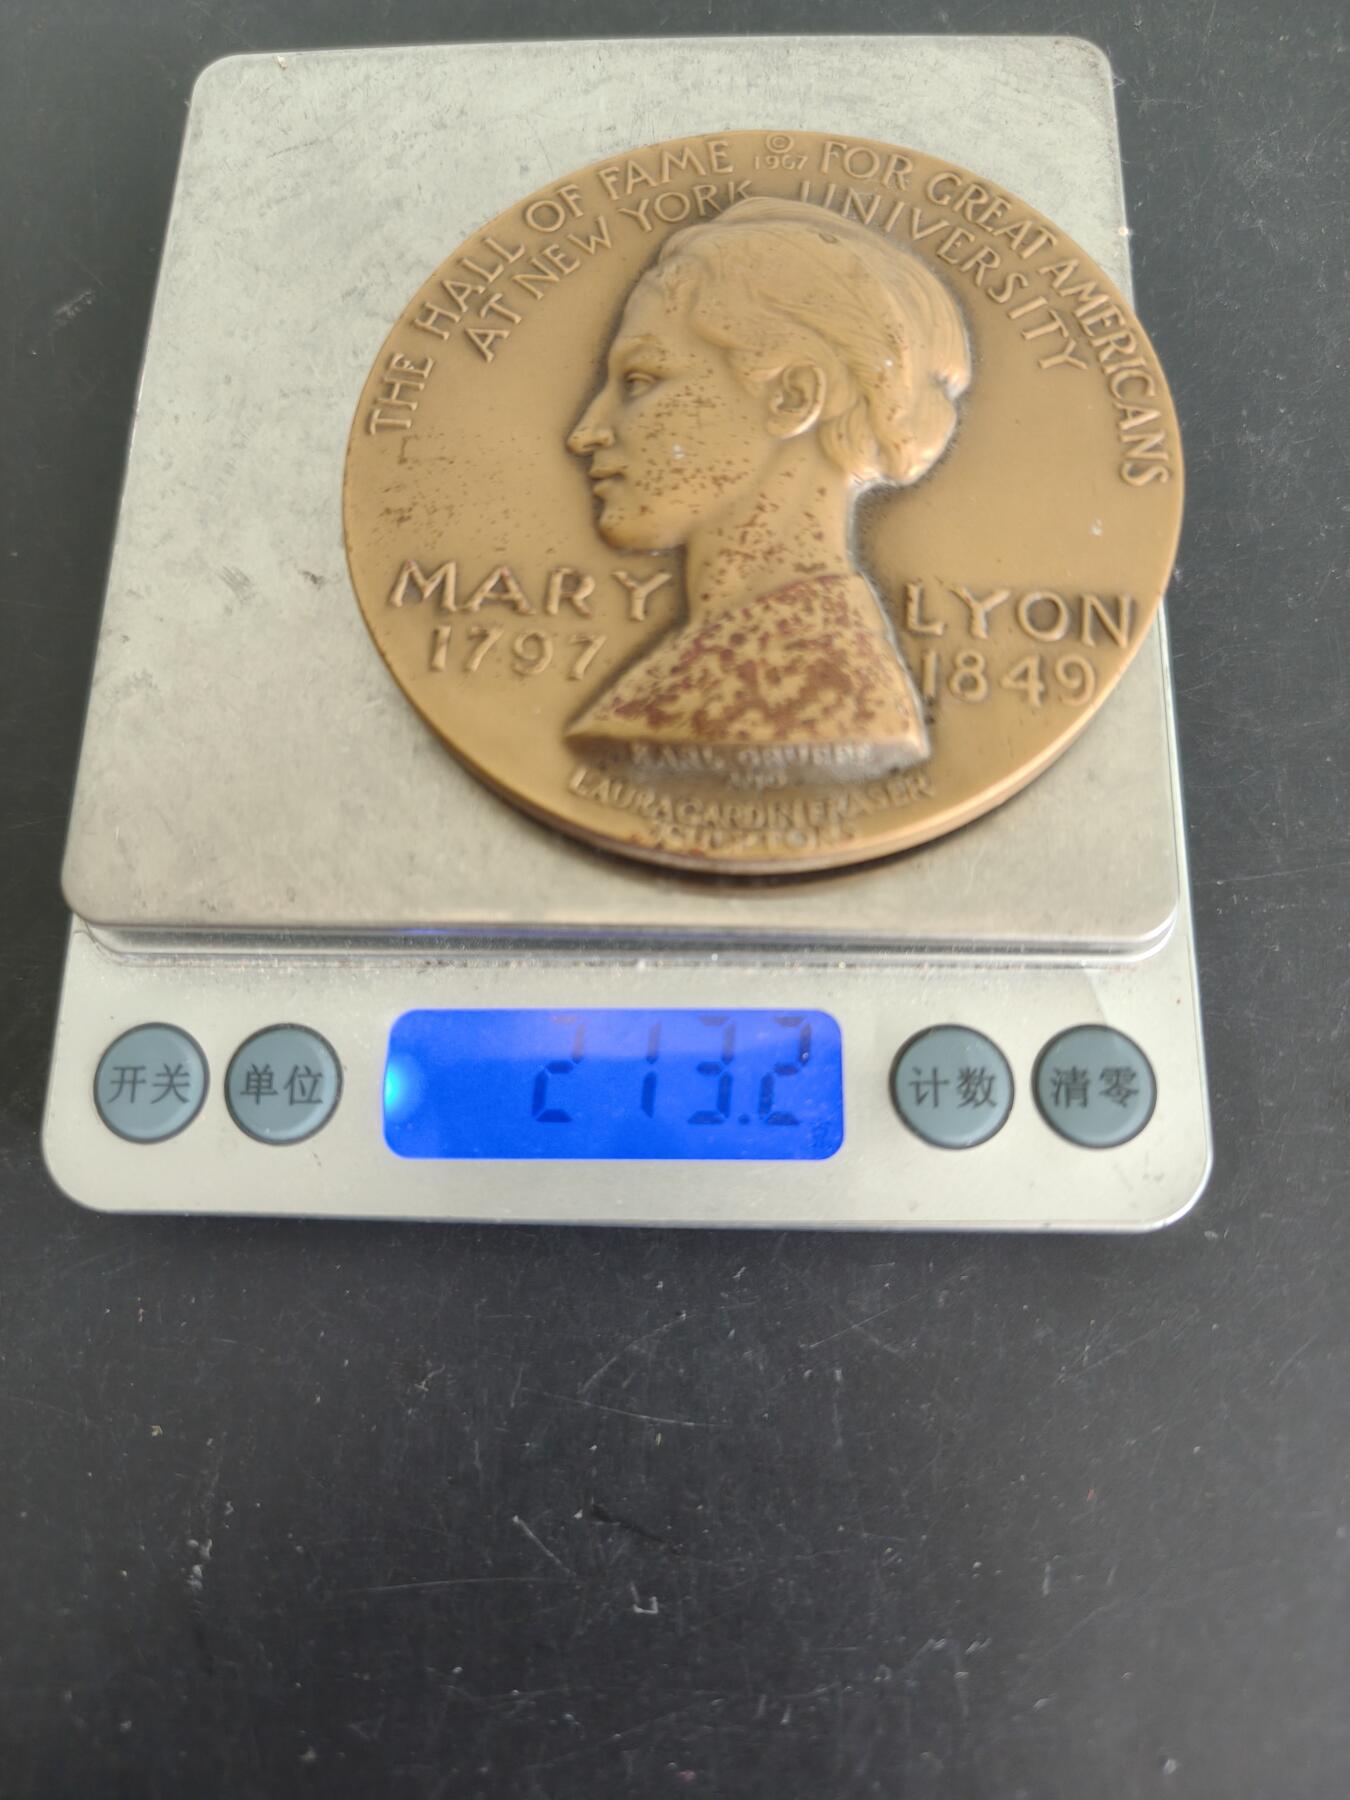 THE HALL OF FAME © 1967 FOR GREAT AMERICANS
AT NEW YORK UNIVERSITY
MARY LYON
1797 1849
KARL GRUPPE
AND
LAURA GARDIN FRASER
SCULPTORS
213.2
开关 单位 计数 清零